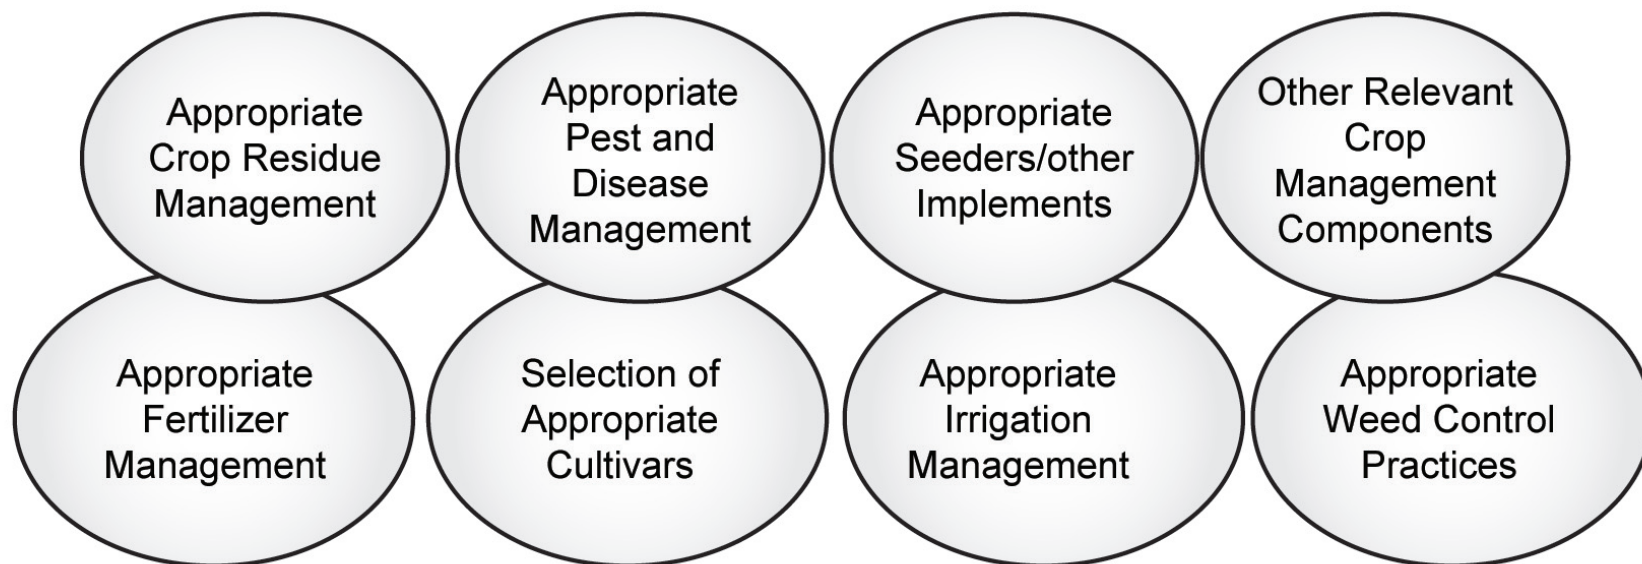 Appropriate
Crop Residue
Management
Appropriate
Pest and
Disease
Management
Appropriate
Seeders/other
Implements
Other Relevant
Crop
Management
Components
Appropriate
Fertilizer
Management
Selection of
Appropriate
Cultivars
Appropriate
Irrigation
Management
Appropriate
Weed Control
Practices